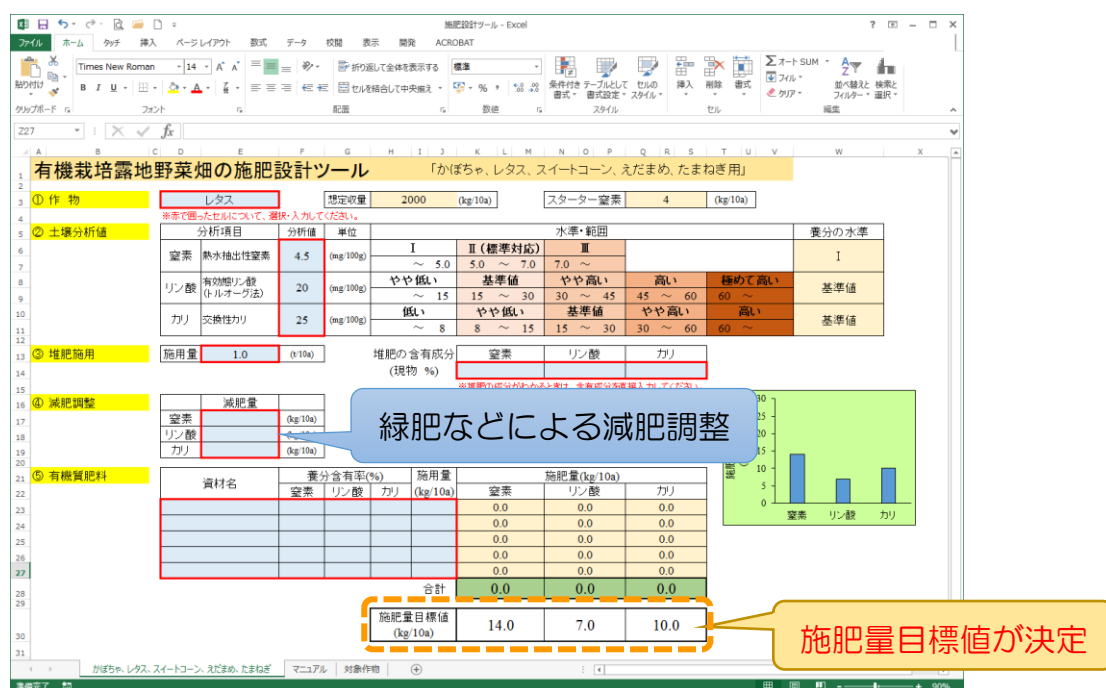 施肥設計ツール - Excel
ファイル ホーム タッチ 挿入 ページレイアウト 数式 データ 校閲 表示 開発 ACROBAT
Times New Roman 14
折り返して全体を表示する
標準
オート SUM
フィル
クリア
貼り付け
セルを結合して中央揃え
条件付き書式
テーブルとして書式設定
セルのスタイル
挿入 削除 書式
並べ替えとフィルター
検索と選択
クリップボード フォント 配置 数値 スタイル セル 編集
Z27
fx
A B C D E F G H I J K L M N O P Q R S T U V W X
有機栽培露地野菜畑の施肥設計ツール 「かぼちゃ、レタス、スイートコーン、えだまめ、たまねぎ用」
① 作 物 レタス 想定収量 2000 (kg/10a) スターター窒素 4 (kg/10a)
※赤で囲ったセルについて、選択・入力してください。
② 土壌分析値 分析項目 分析値 単位 水準・範囲 養分の水準
窒素 熱水抽出性窒素 4.5 (mg/100g) Ⅰ Ⅱ(標準対応) Ⅲ Ⅰ
～ 5.0 5.0 ～ 7.0 7.0 ～
リン酸 有効態リン酸 (トルオーグ法) 20 (mg/100g) やや低い 基準値 やや高い 高い 極めて高い 基準値
～ 15 15 ～ 30 30 ～ 45 45 ～ 60 60 ～
カリ 交換性カリ 25 (mg/100g) 低い やや低い 基準値 やや高い 高い 基準値
～ 8 8 ～ 15 15 ～ 30 30 ～ 60 60 ～
③ 堆肥施用 施用量 1.0 (t/10a) 堆肥の含有成分 窒素 リン酸 カリ
(現物 %)
④ 減肥調整 減肥量
窒素 (kg/10a)
リン酸
カリ (kg/10a)
緑肥などによる減肥調整
30
25
20
10
5
0
窒素 リン酸 カリ
⑤ 有機質肥料 資材名 養分含有率(%) 施用量 施肥量(kg/10a)
窒素 リン酸 カリ (kg/10a) 窒素 リン酸 カリ
0.0 0.0 0.0
0.0 0.0 0.0
0.0 0.0 0.0
0.0 0.0 0.0
0.0 0.0 0.0
合計 0.0 0.0 0.0
施肥量目標値 14.0 7.0 10.0
(kg/10a)
施肥量目標値が決定
かぼちゃ、レタス、スイートコーン、えだまめ、たまねぎ マニュアル 対象作物
準備完了 90%